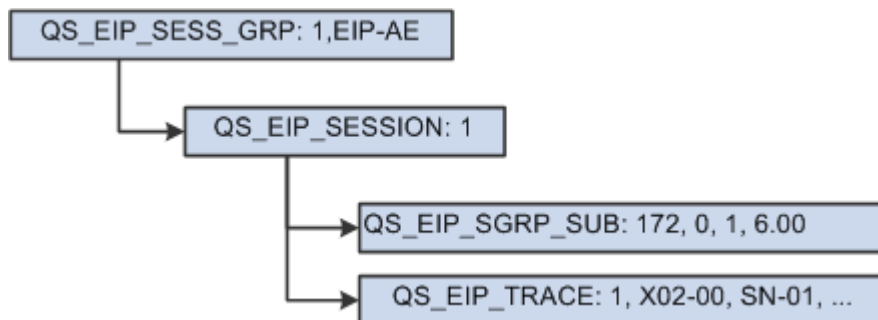 QS_EIP_SESS_GRP: 1,EIP-AE
QS_EIP_SESSION: 1
QS_EIP_SGRP_SUB: 172, 0, 1, 6.00
QS_EIP_TRACE: 1, X02-00, SN-01, ...